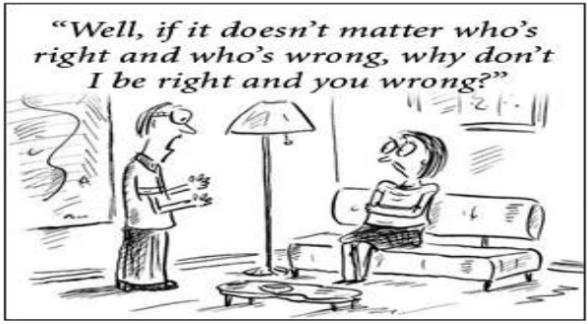 “Well, if it doesn’t matter who’s
right and who’s wrong, why don’t
I be right and you wrong?”